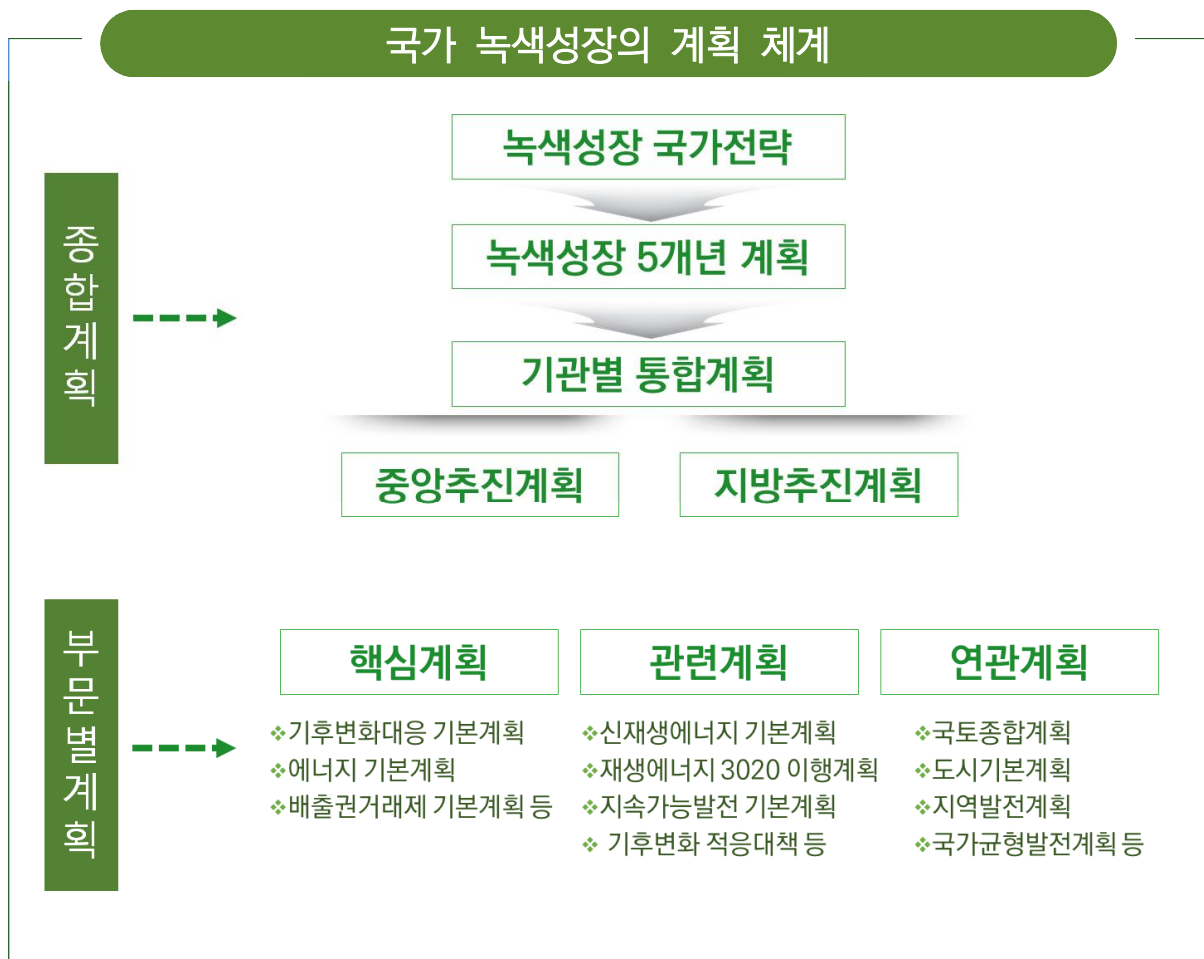 국가 녹색성장의 계획 체계
종합계획
녹색성장 국가전략
녹색성장 5개년 계획
기관별 통합계획
중앙추진계획
지방추진계획
부문별계획
핵심계획
❖기후변화대응 기본계획
❖에너지 기본계획
❖배출권거래제 기본계획 등
관련계획
❖신재생에너지 기본계획
❖재생에너지 3020 이행계획
❖지속가능발전 기본계획
❖ 기후변화 적응대책 등
연관계획
❖국토종합계획
❖도시기본계획
❖지역발전계획
❖국가균형발전계획 등